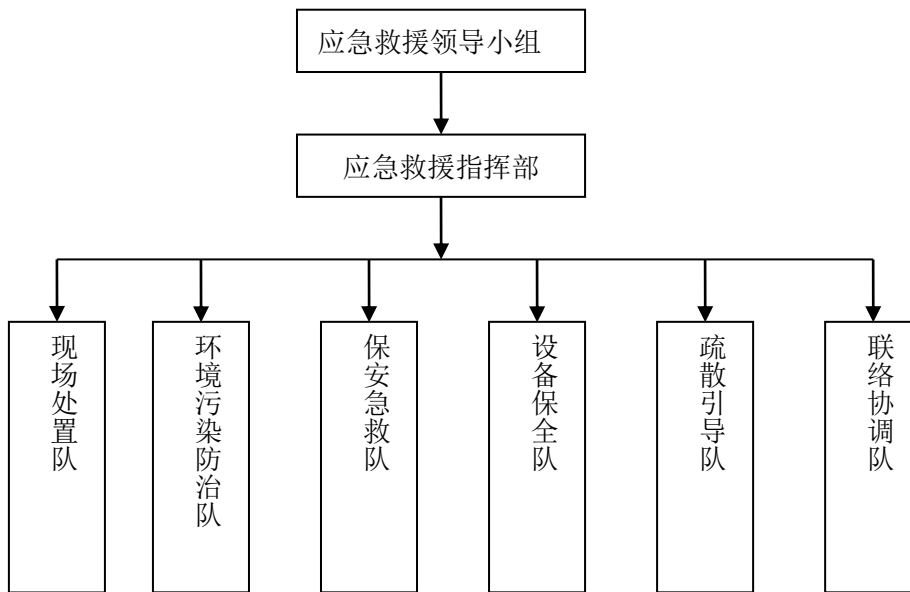 应急救援领导小组
应急救援指挥部
现场处置队
环境污染防治队
保安急救队
设备保全队
疏散引导队
联络协调队